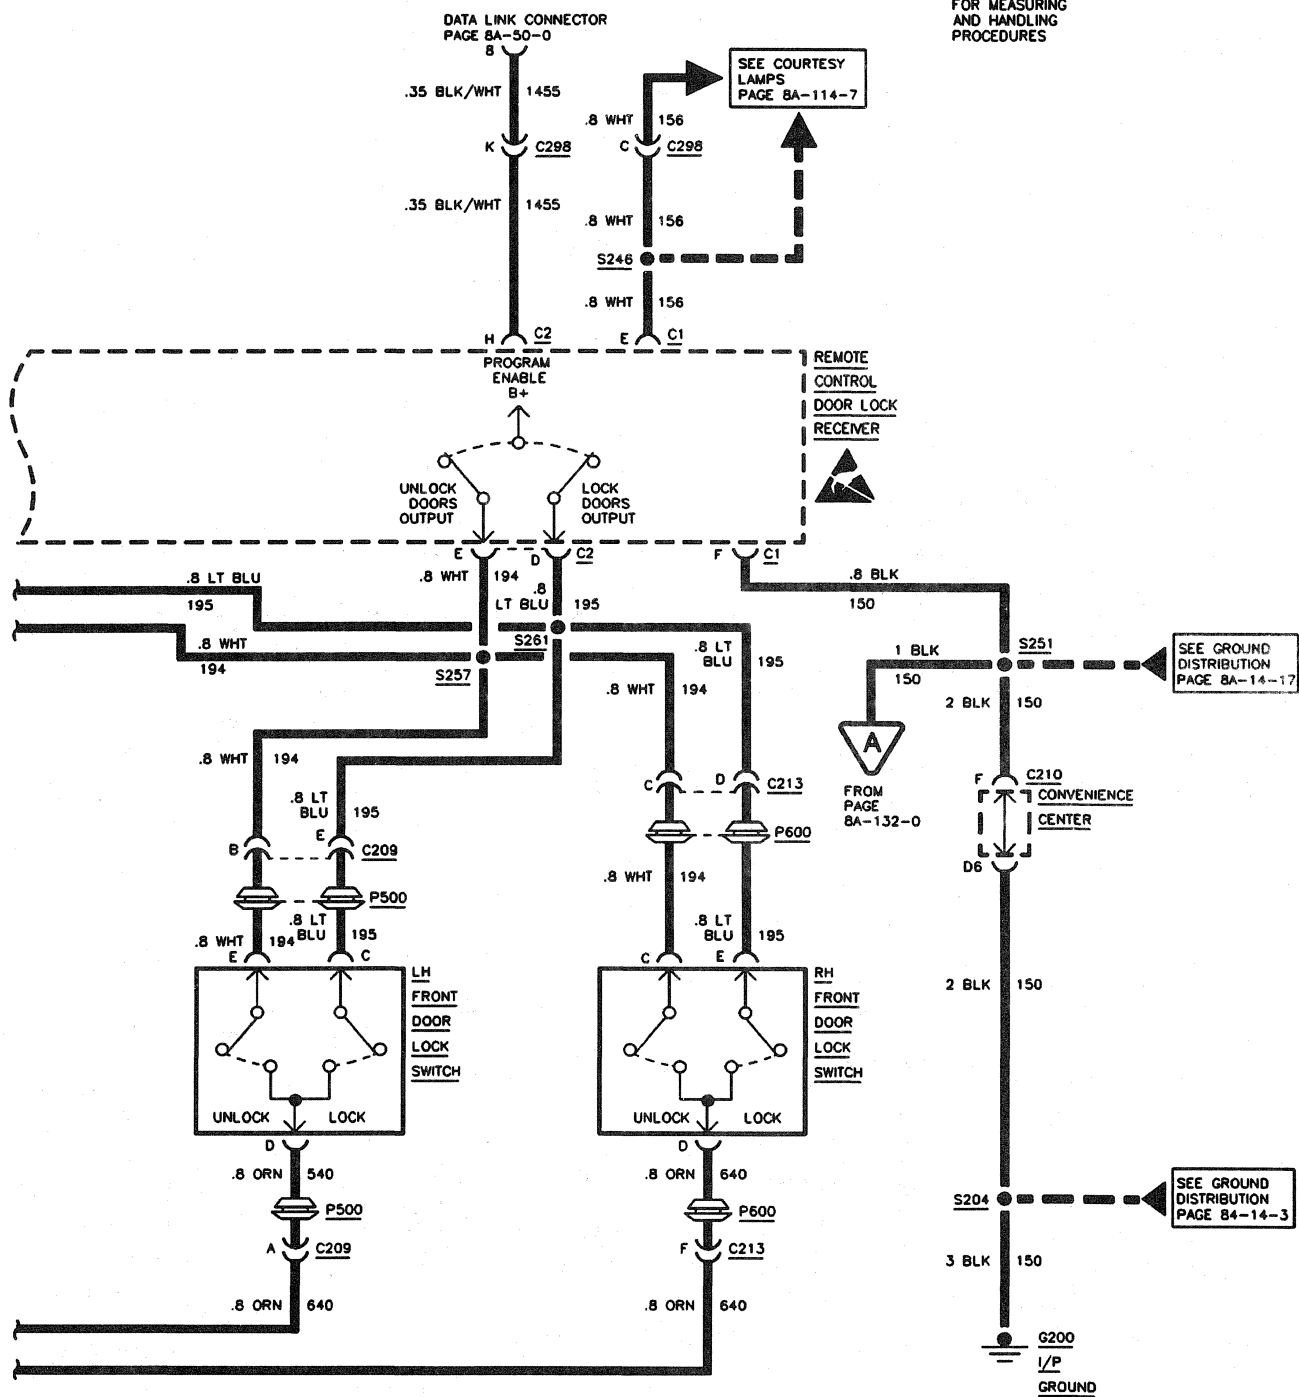 FOR MEASURING
AND HANDLING
PROCEDURES
DATA LINK CONNECTOR
PAGE 8A-50-0
8
SEE COURTESY
LAMPS
PAGE 8A-114-7
.35 BLK/WHT 1455
.8 WHT 156
K C298
C C298
.35 BLK/WHT 1455
.8 WHT 156
S246
.8 WHT 156
H C2
E C1
PROGRAM
ENABLE
B+
REMOTE
CONTROL
DOOR LOCK
RECEIVER
UNLOCK
DOORS
OUTPUT
LOCK
DOORS
OUTPUT
E D C2
F C1
.8 LT BLU
195
.8 WHT 194
.8
LT BLU 195
.8 BLK
150
.8 WHT
194
S261
S257
.8 LT
BLU 195
.8 WHT 194
1 BLK
150
S251
SEE GROUND
DISTRIBUTION
PAGE 8A-14-17
2 BLK 150
A
FROM
PAGE
8A-132-0
.8 WHT 194
.8 LT
BLU 195
C D C213
F C210
CONVENIENCE
CENTER
P600
B E C209
D6
P500
.8 WHT 194
.8 LT
BLU 195
.8 WHT 194
.8 LT
BLU 195
E C
C E
LH
FRONT
DOOR
LOCK
SWITCH
RH
FRONT
DOOR
LOCK
SWITCH
2 BLK 150
UNLOCK LOCK
UNLOCK LOCK
D
D
.8 ORN 540
.8 ORN 640
P500
P600
S204
SEE GROUND
DISTRIBUTION
PAGE 84-14-3
A C209
F C213
3 BLK 150
.8 ORN 640
.8 ORN 640
G200
I/P
GROUND